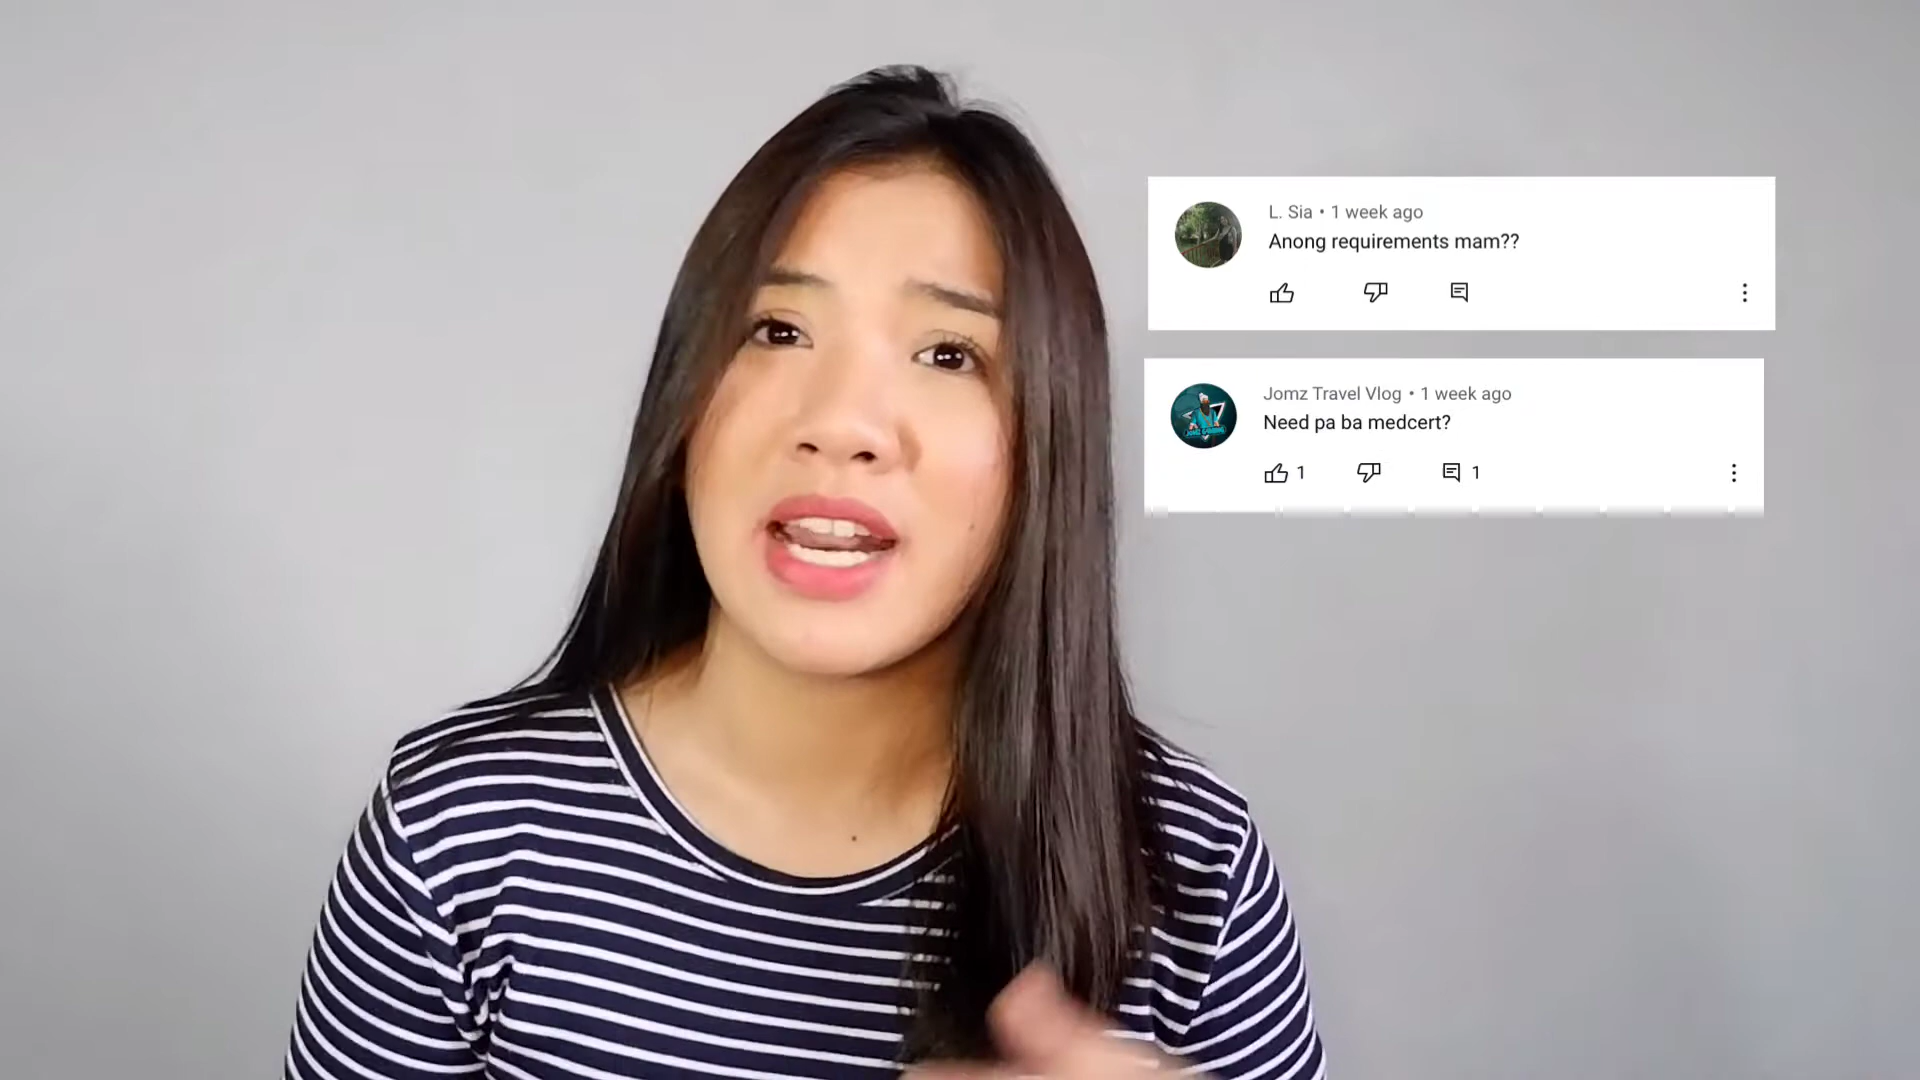 L. Sia • 1 week ago
Anong requirements mam??
Jomz Travel Vlog • 1 week ago
Need pa ba medcert?
1
1